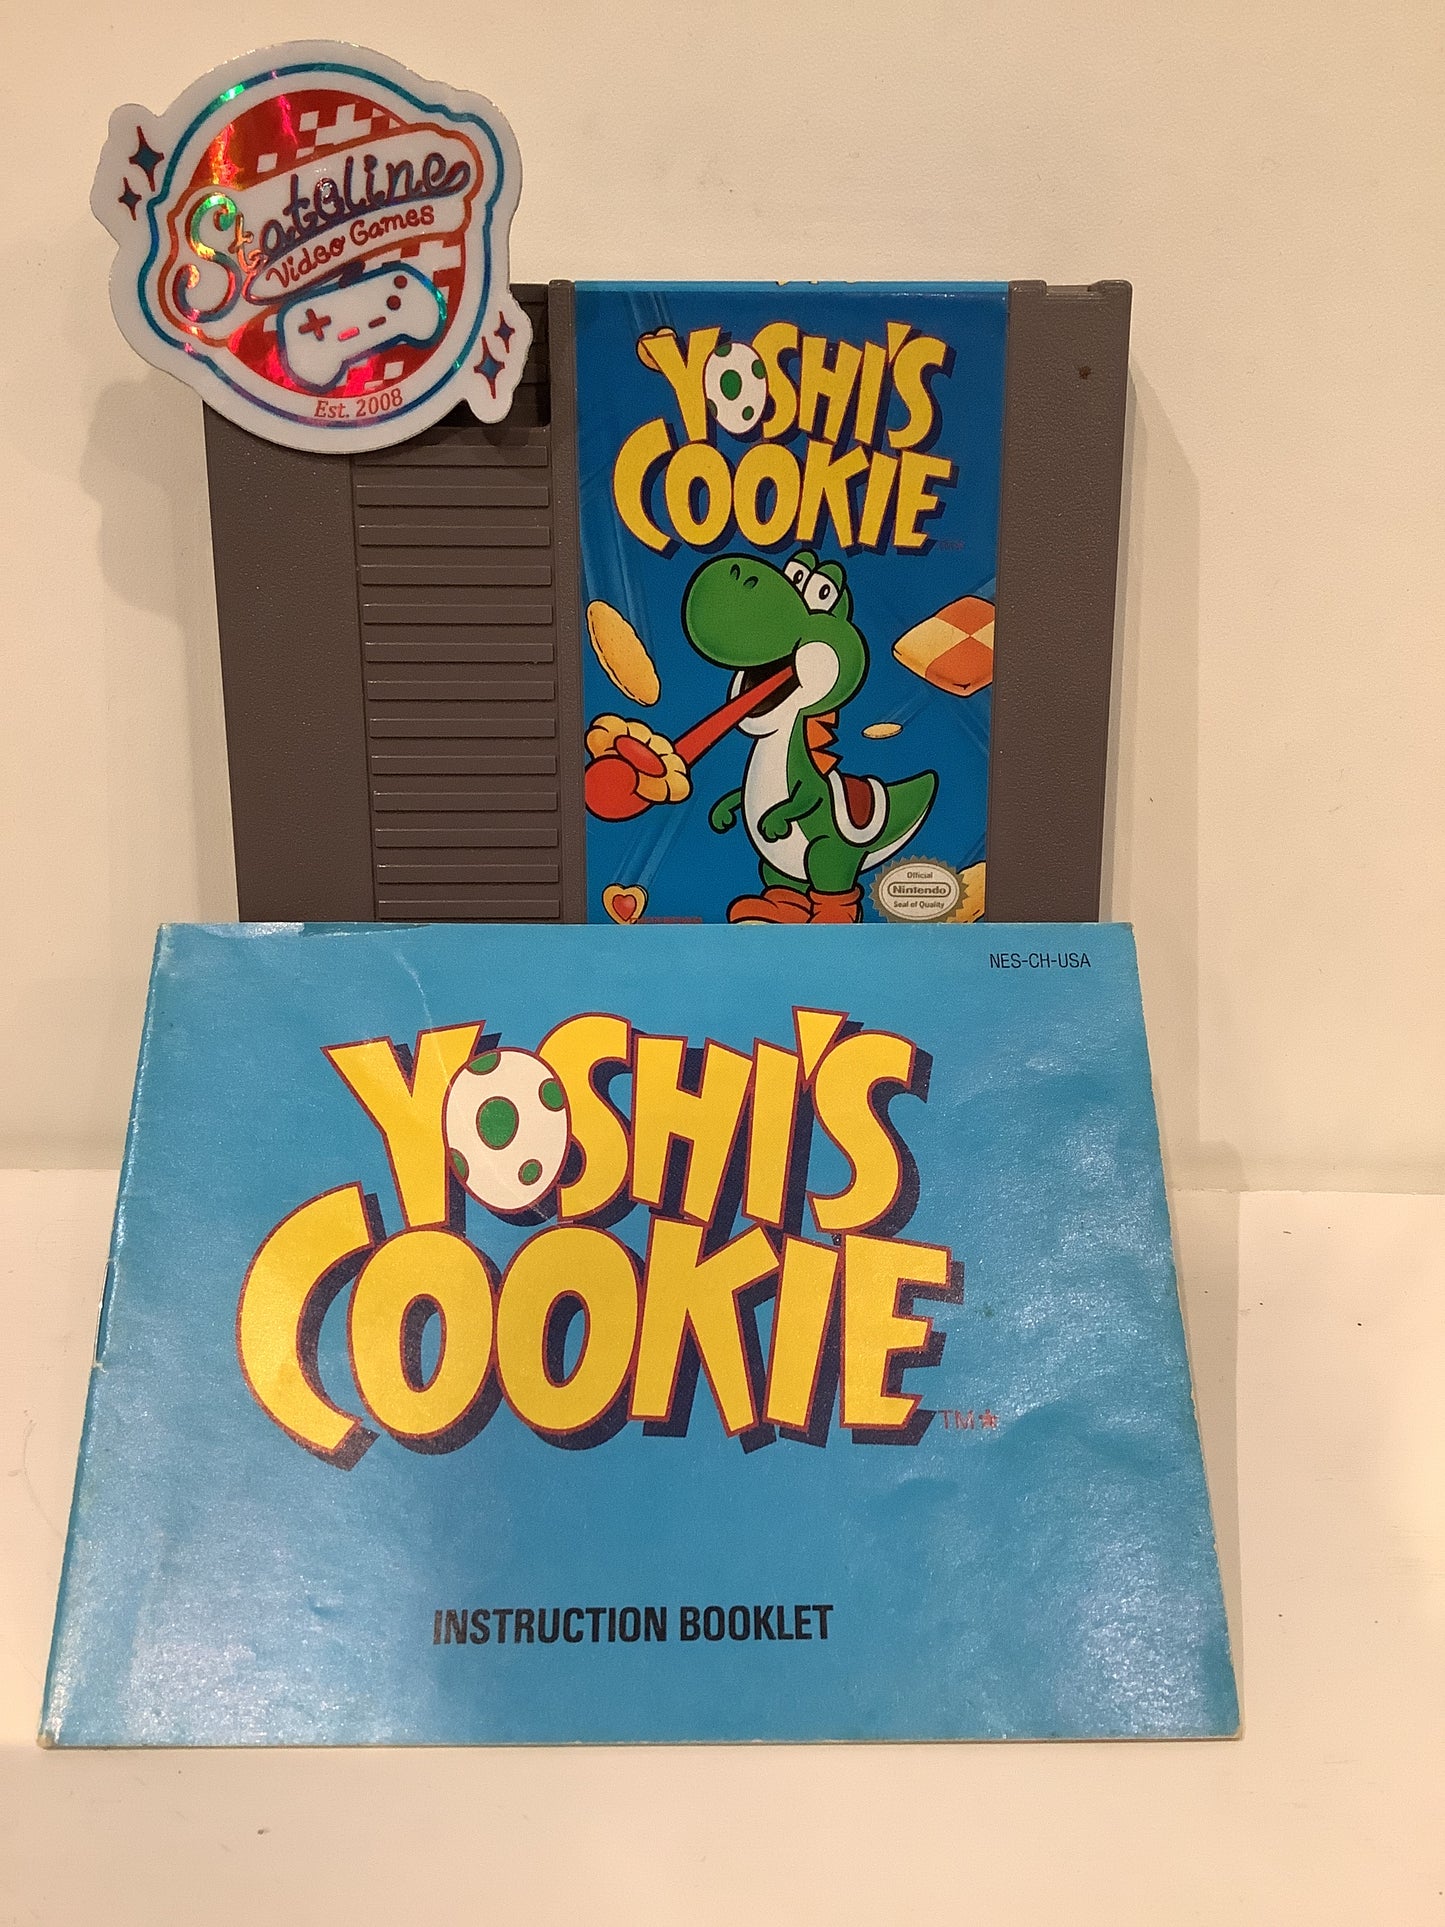 Stateline
Video Games
Est. 2008
YOSHI'S
COOKIE
Official
Nintendo
Seal of Quality
NES-CH-USA
YOSHI'S
COOKIE
TM
INSTRUCTION BOOKLET